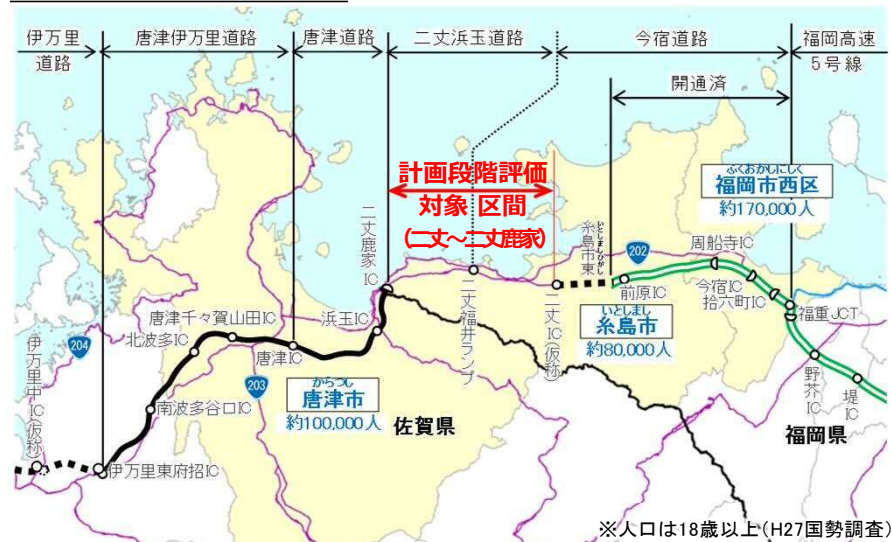 伊万里
道路
唐津伊万里道路
唐津道路
二丈浜玉道路
今宿道路
福岡高速
5号線
開通済
計画段階評価
対象 区間
(二丈～二丈鹿家)
ふくおかしにしく
福岡市西区
約170,000人
二丈鹿家IC
いとしましひがし
糸島市東
202
周船寺IC
前原IC
今宿IC
拾六町IC
福重JCT
二丈福井ランプ
二丈IC(仮称)
いとしまし
糸島市
約80,000人
唐津千々賀山田IC
浜玉IC
北波多IC
唐津IC
204
伊万里中IC(仮称)
203
からつし
唐津市
約100,000人
南波多谷口IC
佐賀県
野芥IC
堤IC
福岡県
伊万里東府招IC
※人口は18歳以上(H27国勢調査)